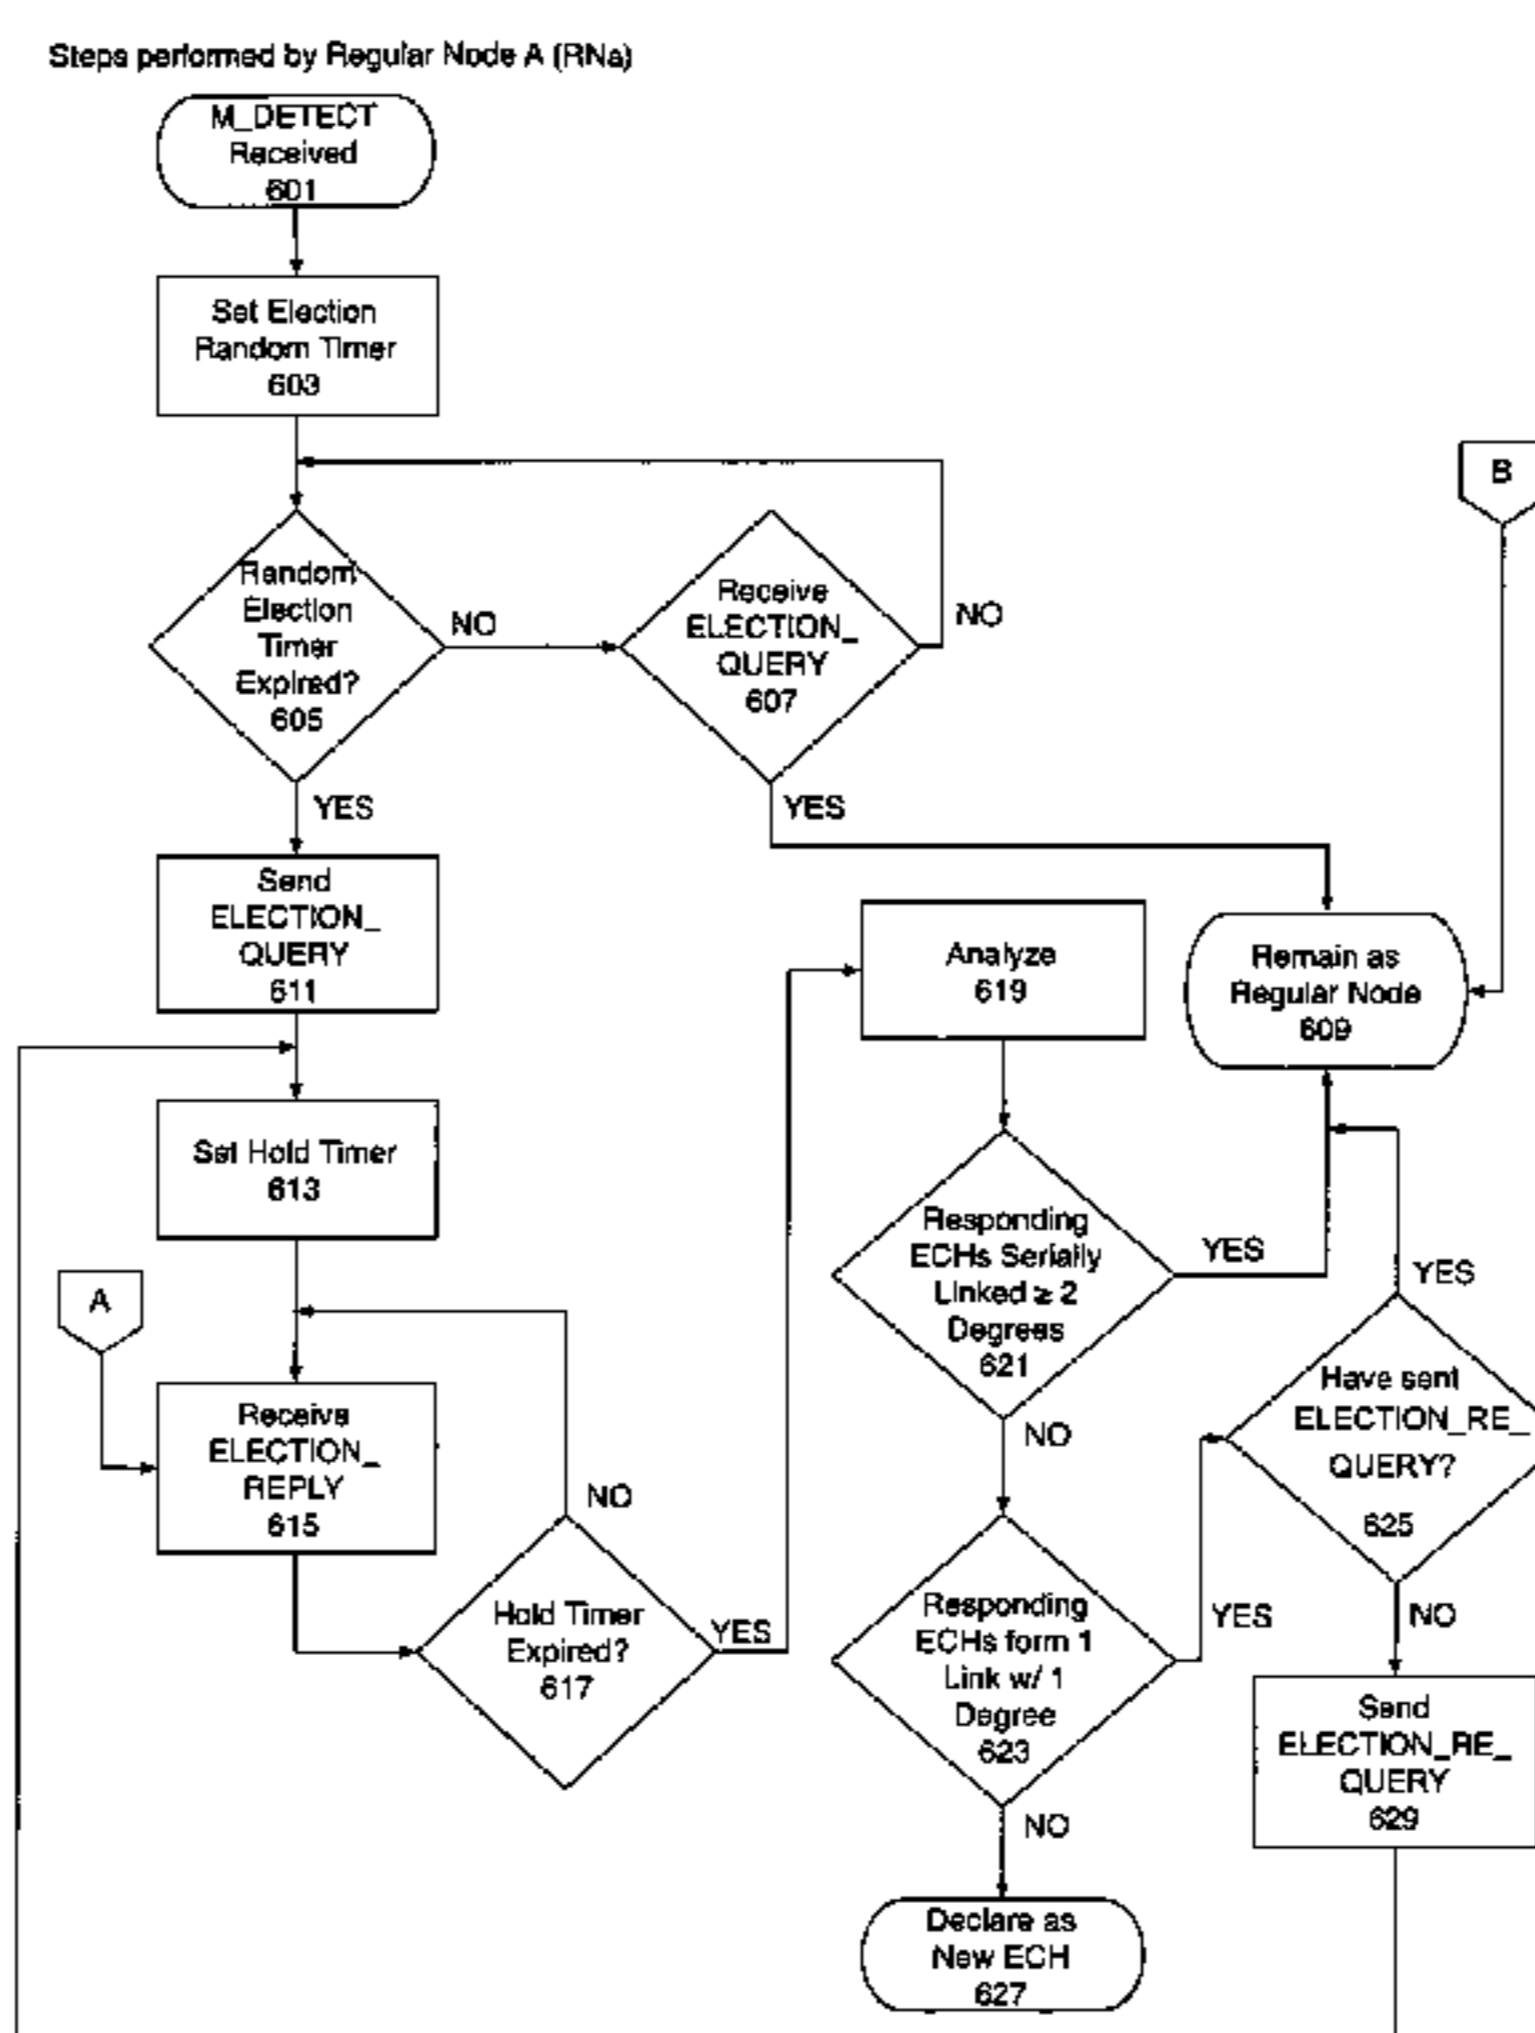 Steps performed by Regular Node A (RNa)
M_DETECT
Received
601
Set Election
Random Timer
603
B
Random
Election
Timer
Expired?
605
NO
Receive
ELECTION_
QUERY
607
NO
YES
YES
Send
ELECTION_
QUERY
611
Analyze
619
Remain as
Regular Node
609
Set Hold Timer
613
A
Responding
ECHs Serially
Linked ≥ 2
Degrees
621
YES
YES
NO
Receive
ELECTION_
REPLY
615
NO
Have sent
ELECTION_RE_
QUERY?
625
Hold Timer
Expired?
617
YES
Responding
ECHs form 1
Link w/ 1
Degree
623
YES
NO
NO
Send
ELECTION_RE_
QUERY
629
Declare as
New ECH
627